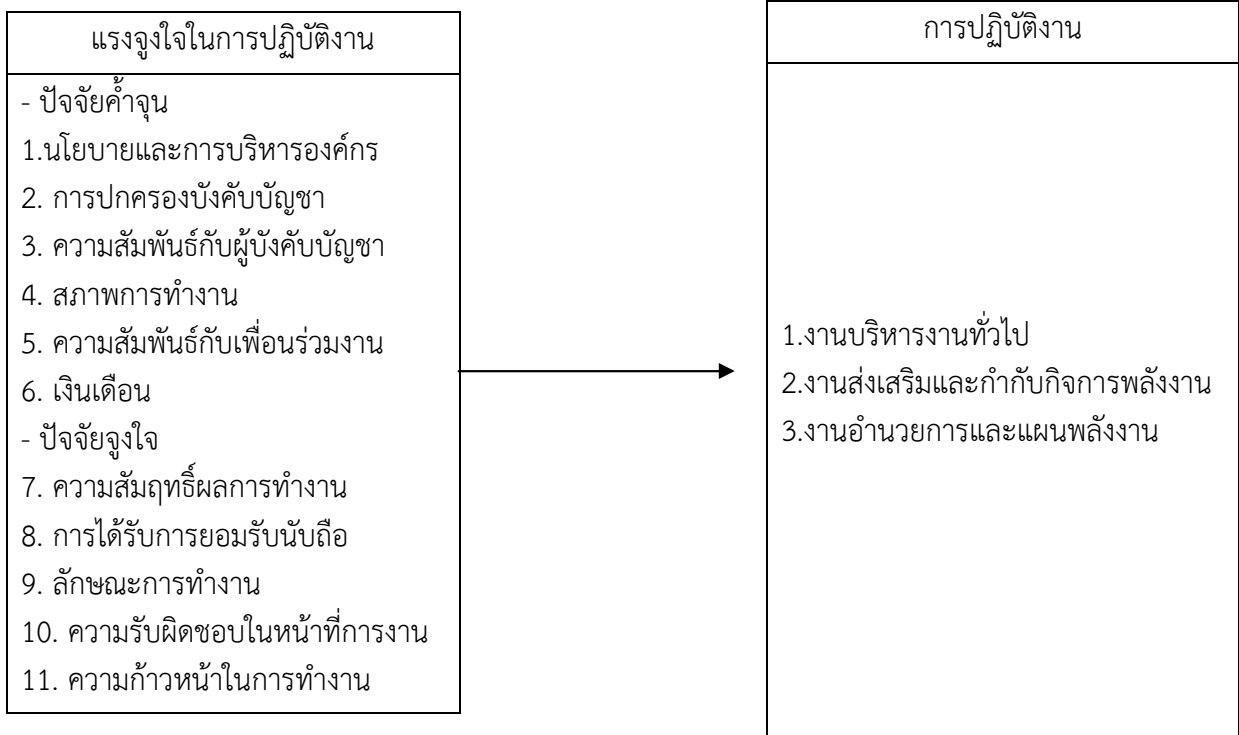 แรงจูงใจในการปฏิบัติงาน
- ปัจจัยค้ำจุน
1.นโยบายและการบริหารองค์กร
2. การปกครองบังคับบัญชา
3. ความสัมพันธ์กับผู้บังคับบัญชา
4. สภาพการทำงาน
5. ความสัมพันธ์กับเพื่อนร่วมงาน
6. เงินเดือน
- ปัจจัยจูงใจ
7. ความสัมฤทธิ์ผลการทำงาน
8. การได้รับการยอมรับนับถือ
9. ลักษณะการทำงาน
10. ความรับผิดชอบในหน้าที่การงาน
11. ความก้าวหน้าในการทำงาน
การปฏิบัติงาน
1.งานบริหารงานทั่วไป
2.งานส่งเสริมและกำกับกิจการพลังงาน
3.งานอำนวยการและแผนพลังงาน